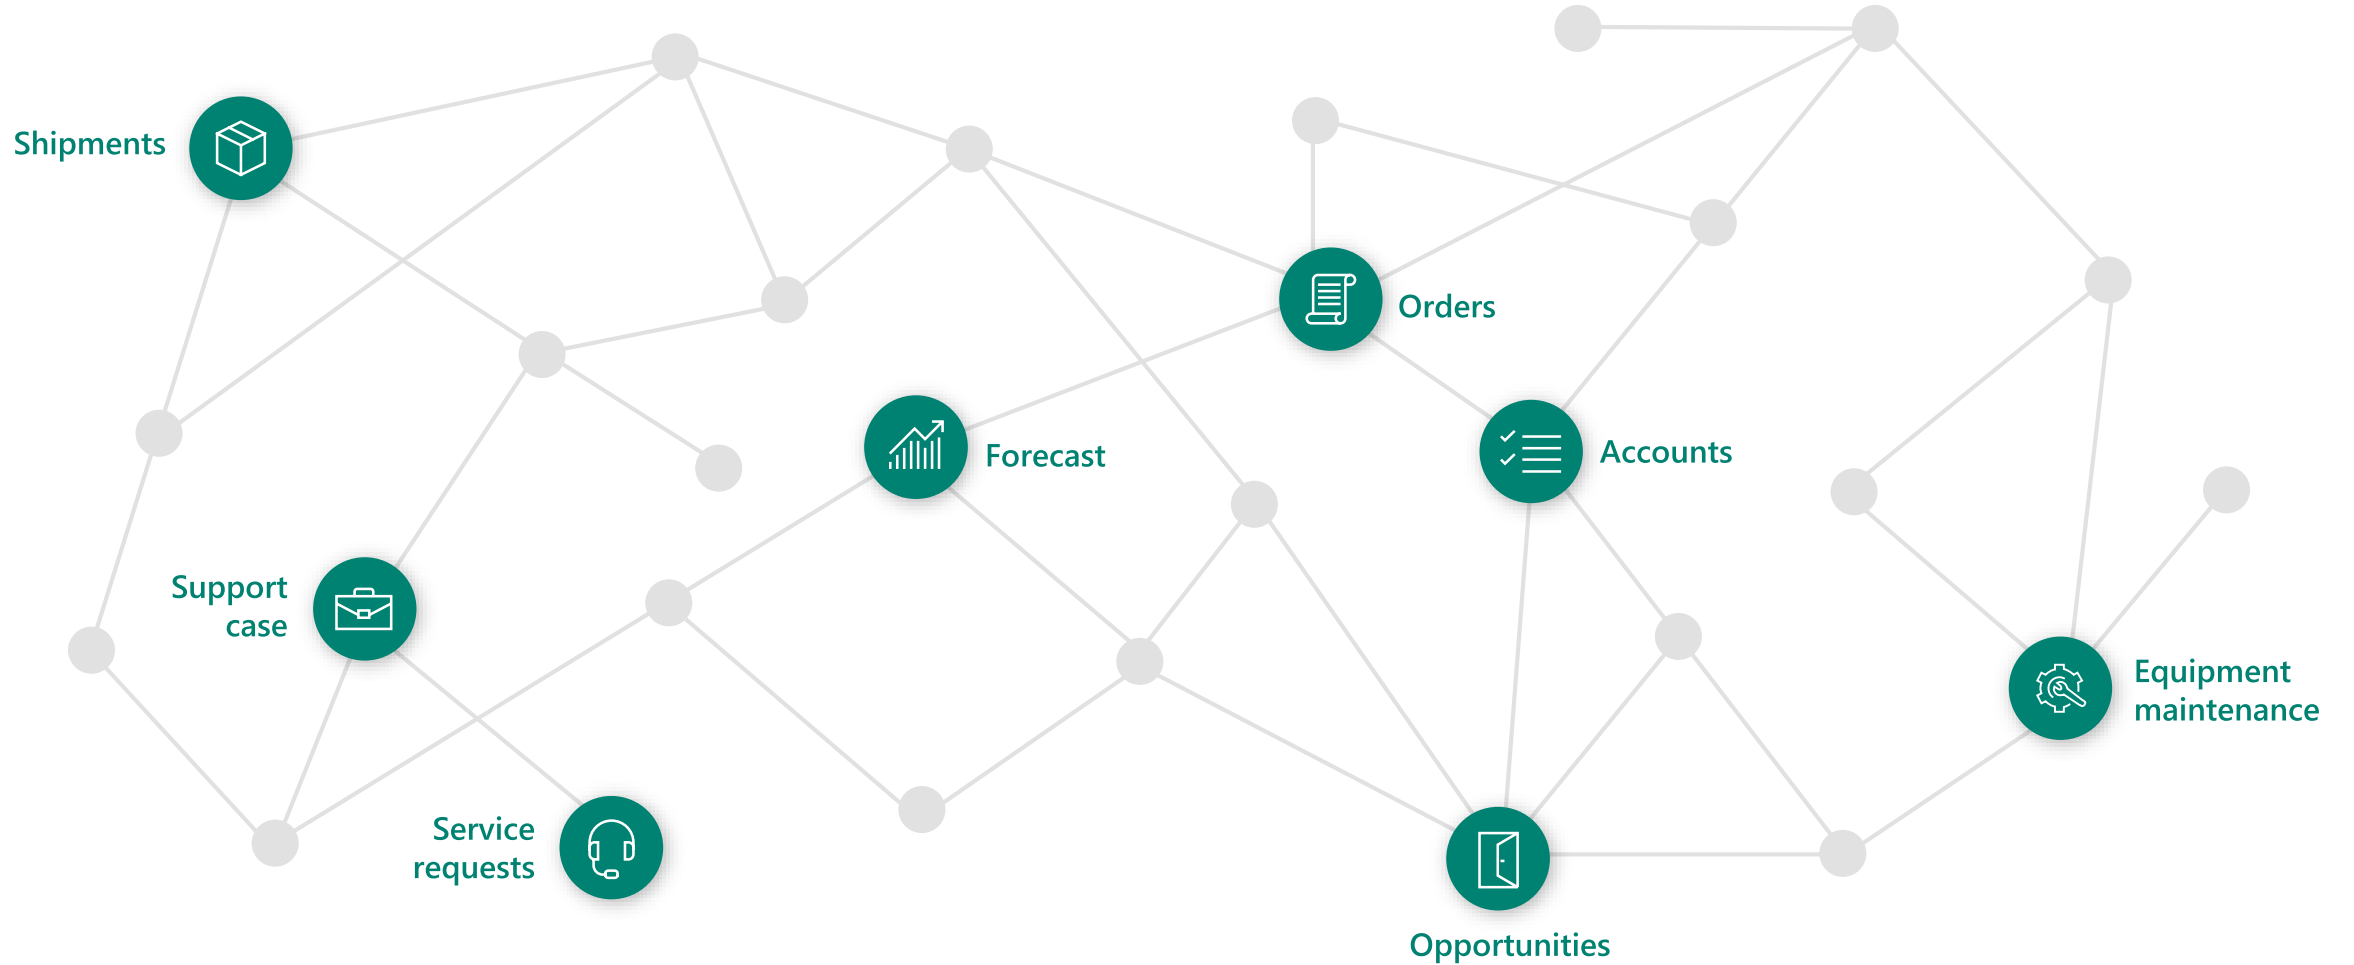 Shipments
Orders
Forecast
Accounts
Support
case
Equipment
maintenance
Service
requests
Opportunities